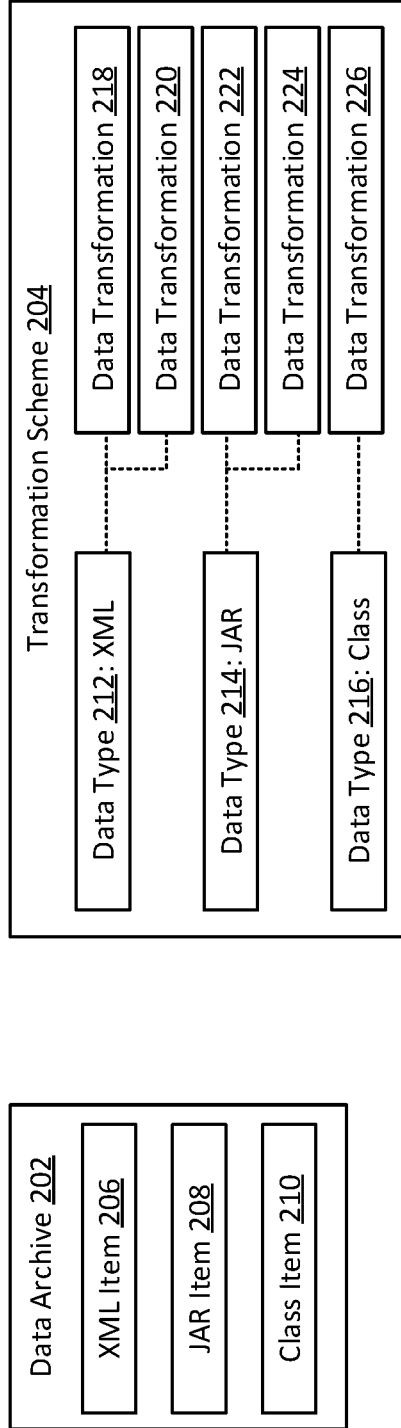 Data Archive 202
XML Item 206
JAR Item 208
Class Item 210
Transformation Scheme 204
Data Type 212: XML
Data Type 214: JAR
Data Type 216: Class
Data Transformation 218
Data Transformation 220
Data Transformation 222
Data Transformation 224
Data Transformation 226